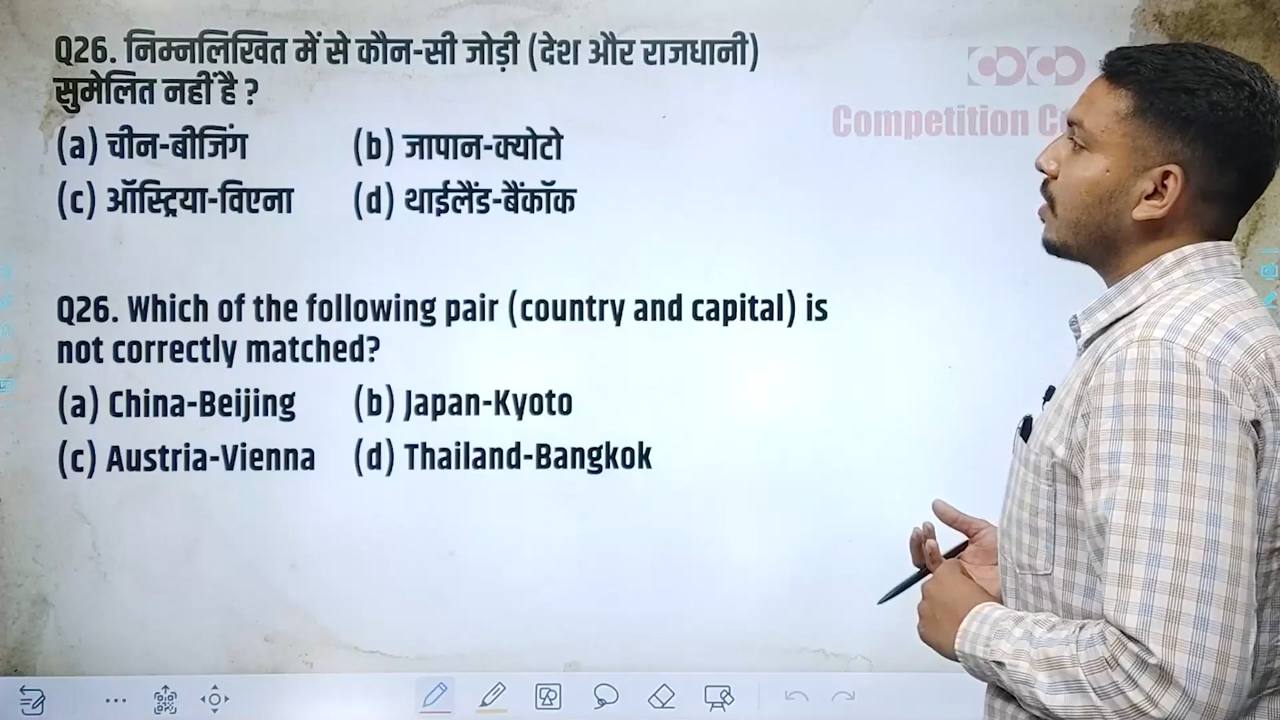 Q26. निम्नलिखित में से कौन-सी जोड़ी (देश और राजधानी)
सुमेलित नहीं है ?
(a) चीन-बीजिंग (b) जापान-क्योटो
(c) ऑस्ट्रिया-विएना (d) थाईलैंड-बैंकॉक
Competition
Q26. Which of the following pair (country and capital) is
not correctly matched?
(a) China-Beijing (b) Japan-Kyoto
(c) Austria-Vienna (d) Thailand-Bangkok